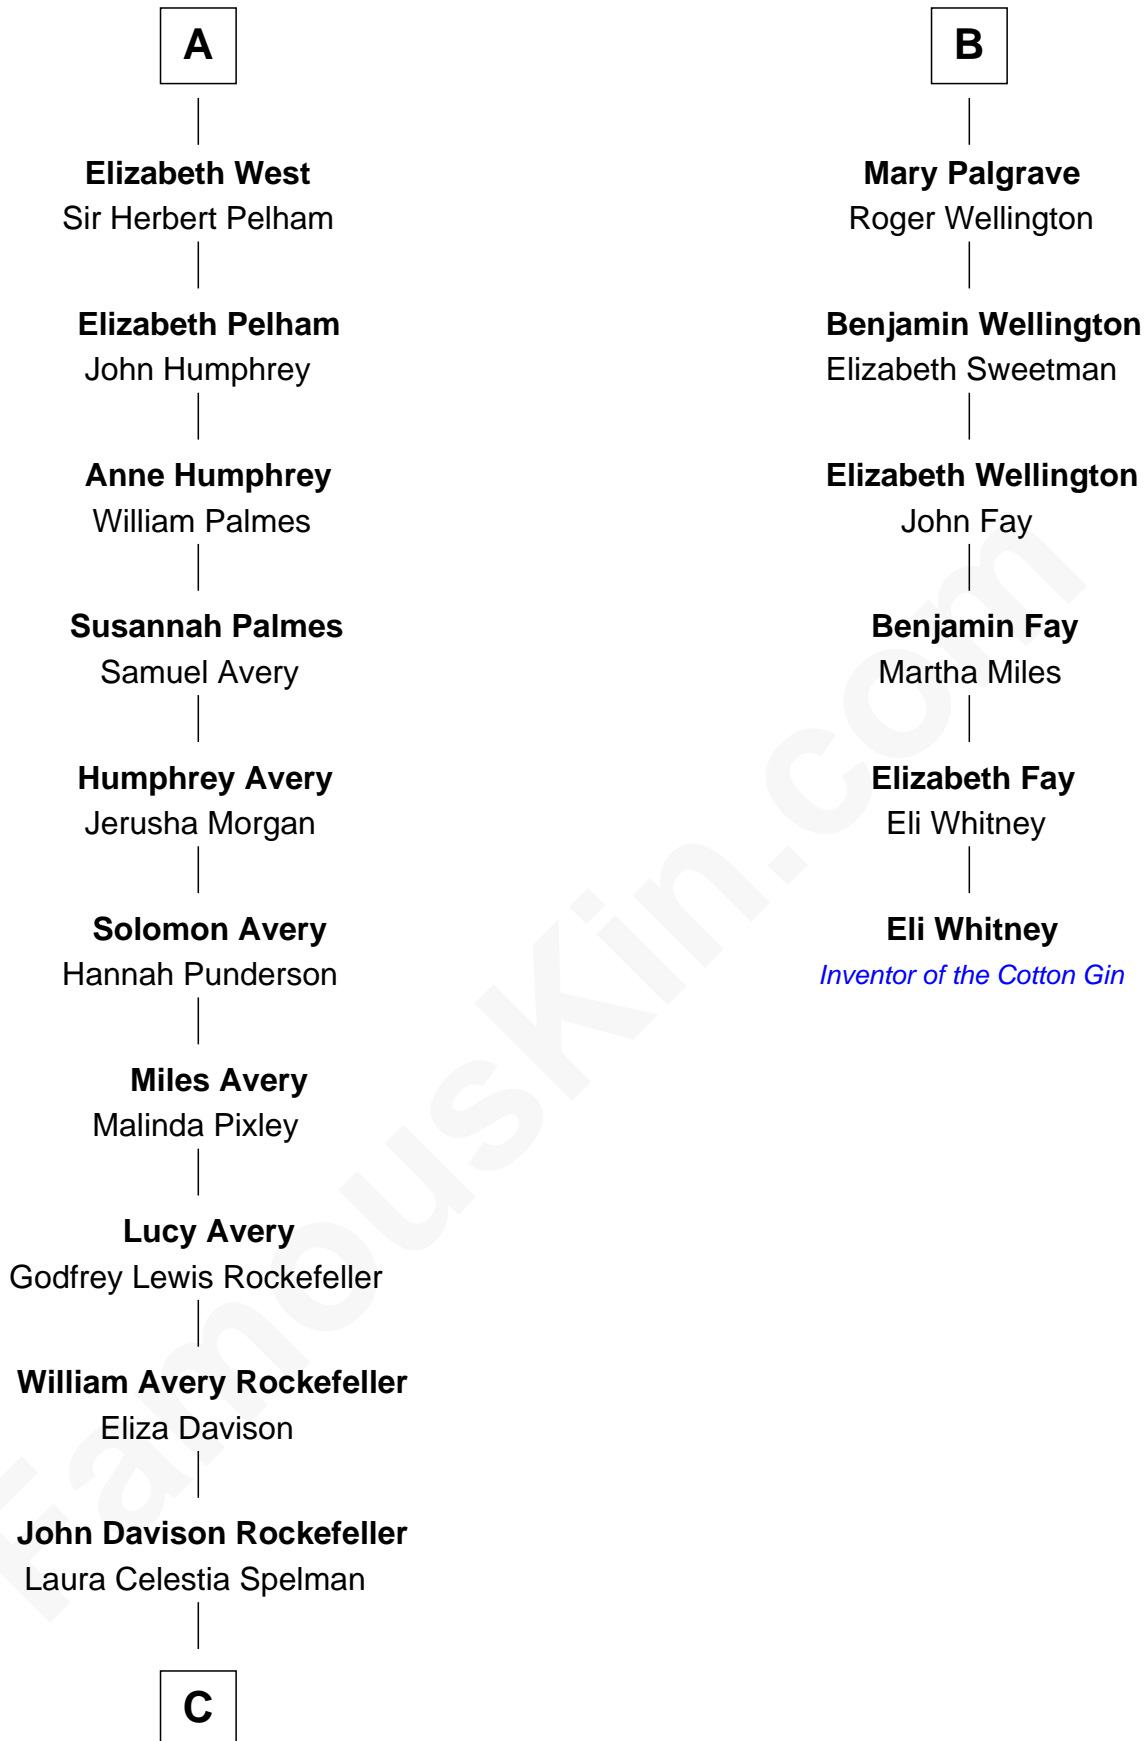 A
Elizabeth West
Sir Herbert Pelham
Elizabeth Pelham
John Humphrey
Anne Humphrey
William Palmes
Susannah Palmes
Samuel Avery
Humphrey Avery
Jerusha Morgan
Solomon Avery
Hannah Punderson
Miles Avery
Malinda Pixley
Lucy Avery
Godfrey Lewis Rockefeller
William Avery Rockefeller
Eliza Davison
John Davison Rockefeller
Laura Celestia Spelman
C
B
Mary Palgrave
Roger Wellington
Benjamin Wellington
Elizabeth Sweetman
Elizabeth Wellington
John Fay
Benjamin Fay
Martha Miles
Elizabeth Fay
Eli Whitney
Eli Whitney
Inventor of the Cotton Gin
FamousKin.com